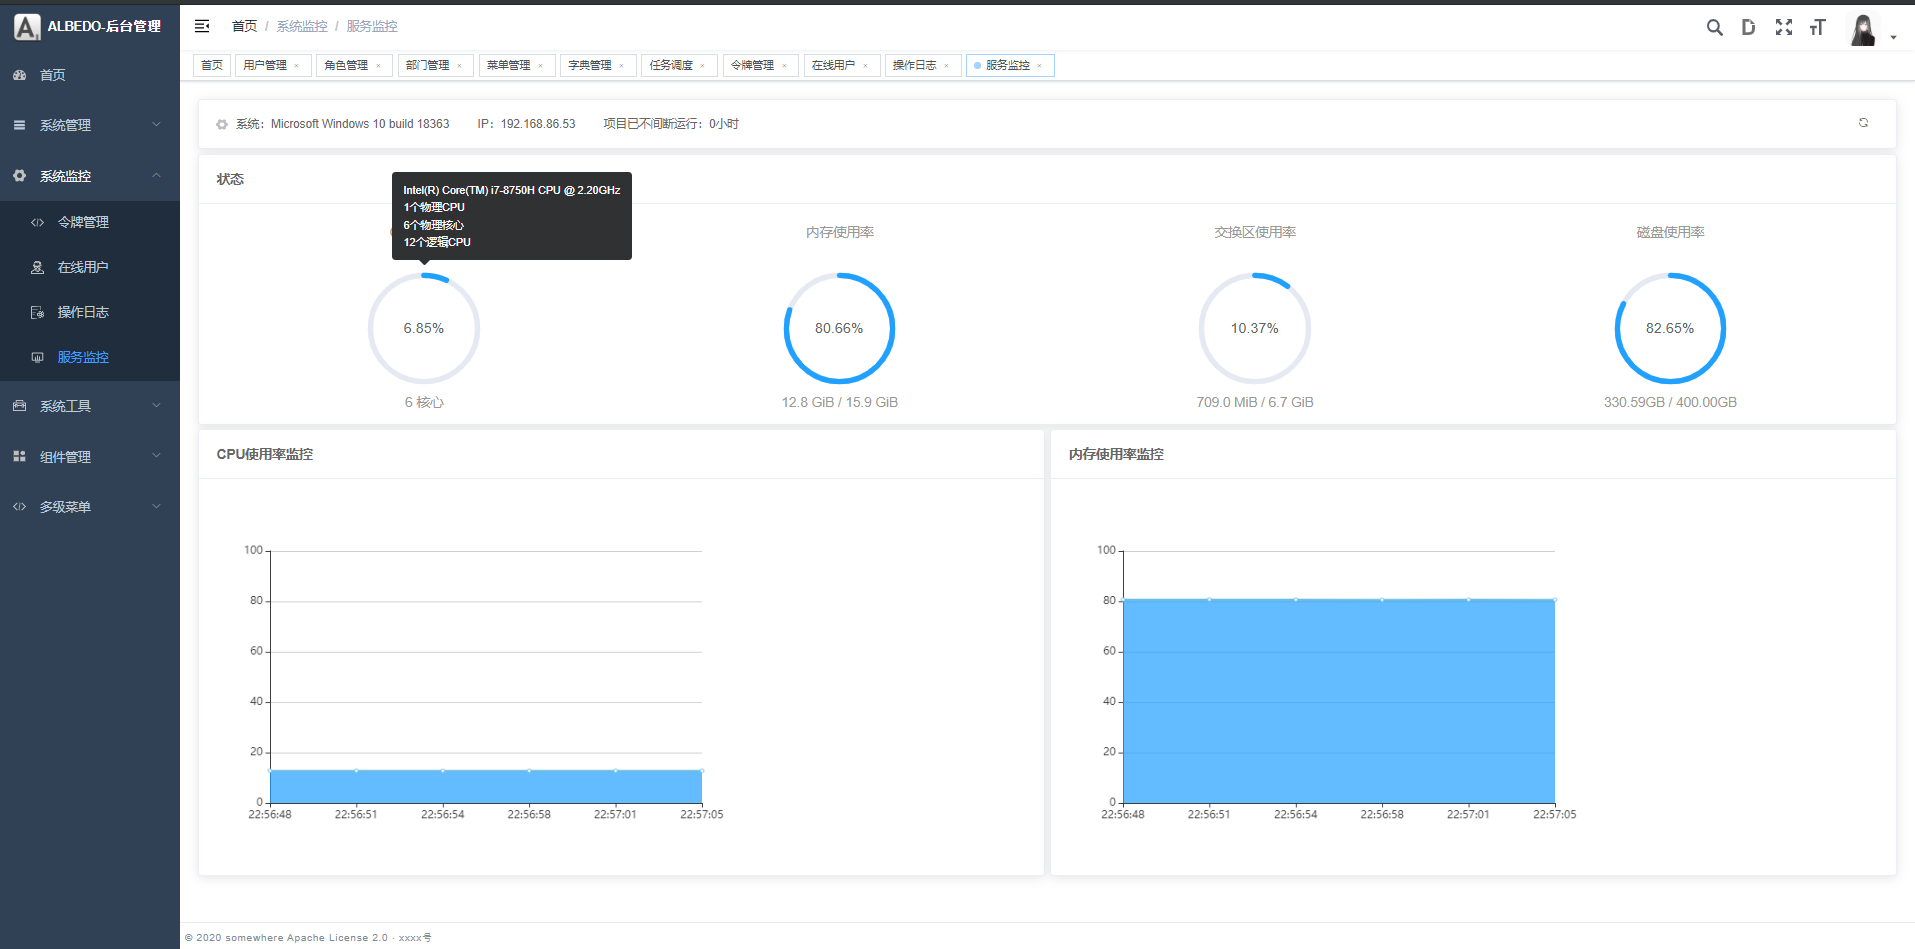 ALBEDO-后台管理
首页
系统管理
系统监控
令牌管理
在线用户
操作日志
服务监控
系统工具
组件管理
多级菜单
首页 / 系统监控 / 服务监控
首页 用户管理 × 角色管理 × 部门管理 × 菜单管理 × 字典管理 × 任务调度 × 令牌管理 × 在线用户 × 操作日志 × 服务监控 ×
系统：Microsoft Windows 10 build 18363 IP：192.168.86.53 项目已不间断运行：0小时
状态
Intel(R) Core(TM) i7-8750H CPU @ 2.20GHz
1个物理CPU
6个物理核心
12个逻辑CPU
6.85%
6 核心
内存使用率
80.66%
12.8 GiB / 15.9 GiB
交换区使用率
10.37%
709.0 MiB / 6.7 GiB
磁盘使用率
82.65%
330.59GB / 400.00GB
CPU使用率监控
100
80
60
40
20
0
22:56:48 22:56:51 22:56:54 22:56:58 22:57:01 22:57:05
内存使用率监控
100
80
60
40
20
0
22:56:48 22:56:51 22:56:54 22:56:58 22:57:01 22:57:05
© 2020 somewhere Apache License 2.0 · xxxx号